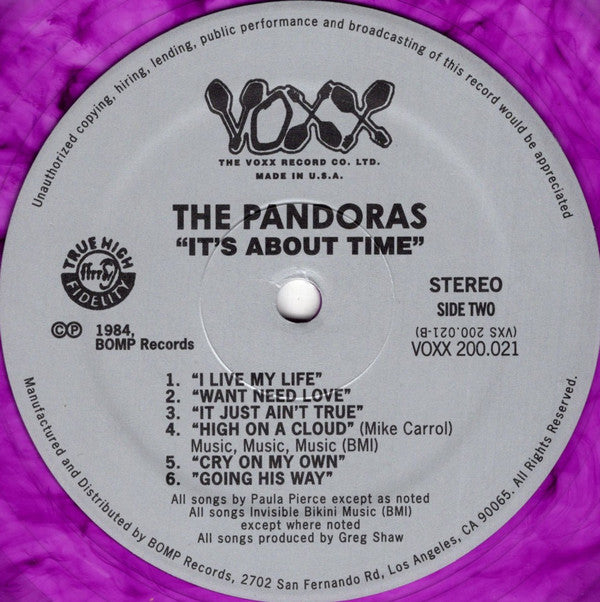 Unauthorized copying, hiring, lending, public performance and broadcasting of this record would be appreciated
VOXX
THE VOXX RECORD CO. LTD.
MADE IN U.S.A.
THE PANDORAS
“IT'S ABOUT TIME”
TRUE HIGH
ffrr
FIDELITY
STEREO
SIDE TWO
(VXS 200.021-B)
VOXX 200.021
©℗ 1984,
BOMP Records
1. “I LIVE MY LIFE”
2. “WANT NEED LOVE”
3. “IT JUST AIN'T TRUE”
4. “HIGH ON A CLOUD” (Mike Carrol)
Music, Music, Music (BMI)
5. “CRY ON MY OWN”
6. "GOING HIS WAY”
All songs by Paula Pierce except as noted
All songs Invisible Bikini Music (BMI)
except where noted
All songs produced by Greg Shaw
Manufactured and Distributed by BOMP Records, 2702 San Fernando Rd, Los Angeles, CA 90065. All Rights Reserved.